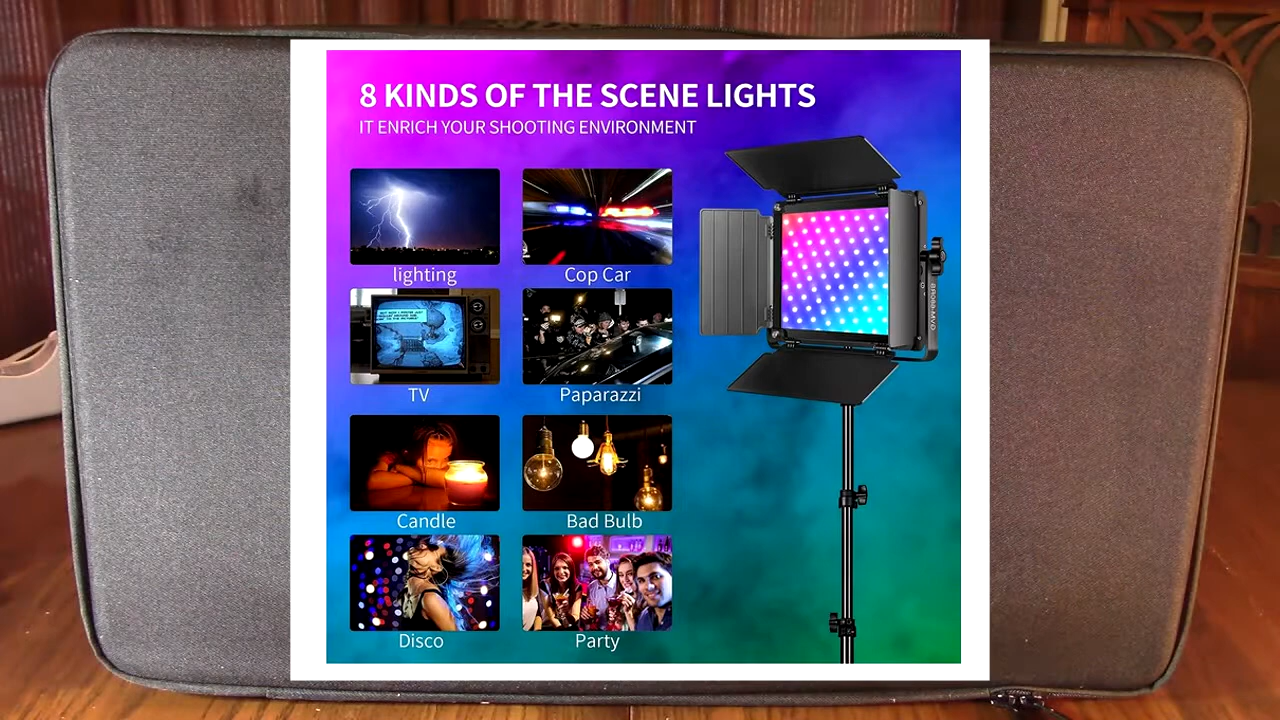 8 KINDS OF THE SCENE LIGHTS
IT ENRICH YOUR SHOOTING ENVIRONMENT
lighting
Cop Car
TV
Paparazzi
Candle
Bad Bulb
Disco
Party